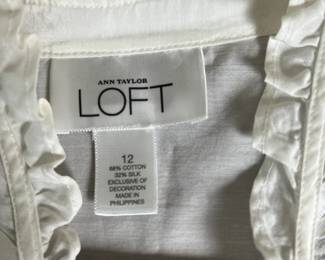 ANN TAYLOR
LOFT
12
68% COTTON
32% SILK
EXCLUSIVE OF
DECORATION
MADE IN
PHILIPPINES